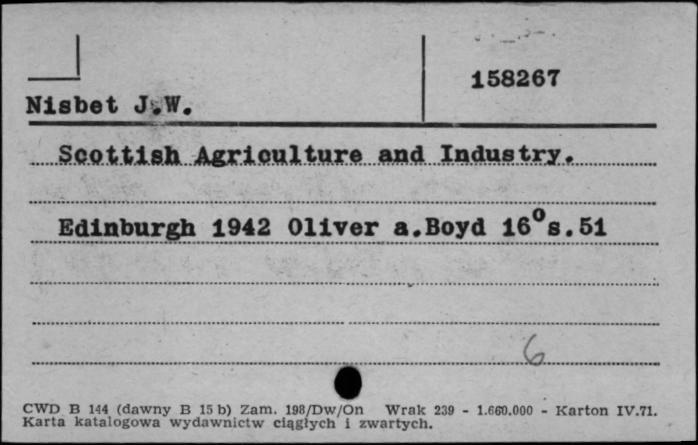 158267
Nisbet J.W.
Scottish Agriculture and Industry.
Edinburgh 1942 Oliver a.Boyd 16⁰s.51
6
CWD B 144 (dawny B 15 b) Zam. 198/Dw/On Wrak 239 - 1.660.000 - Karton IV.71.
Karta katalogowa wydawnictw ciągłych i zwartych.